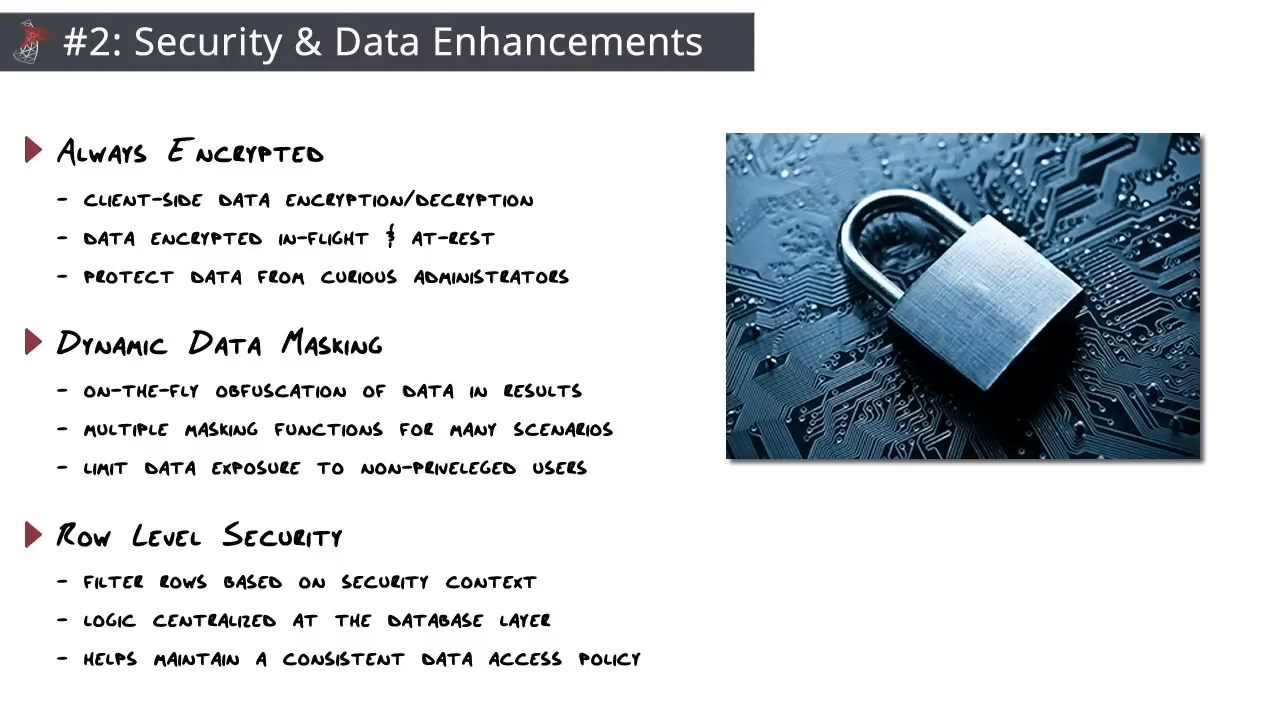 #2: Security & Data Enhancements
Always Encrypted
- client-side data encryption/decryption
- data encrypted in-flight & at-rest
- protect data from curious administrators
Dynamic Data Masking
- on-the-fly obfuscation of data in results
- multiple masking functions for many scenarios
- limit data exposure to non-priveleged users
Row Level Security
- filter rows based on security context
- logic centralized at the database layer
- helps maintain a consistent data access policy